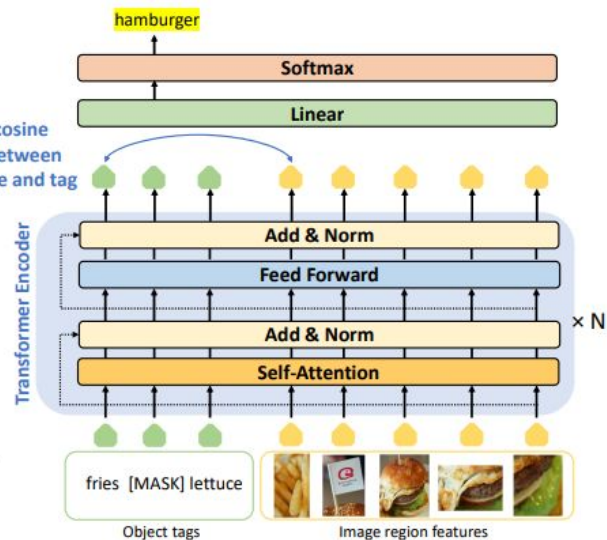 hamburger
Softmax
Linear
cosine
between
e and tag
Add & Norm
Feed Forward
Transformer Encoder
× N
Add & Norm
Self-Attention
fries [MASK] lettuce
Object tags
Image region features